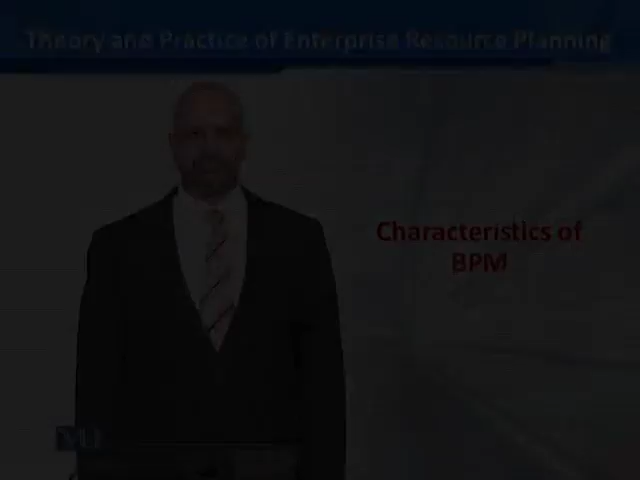 Theory and Practice of Enterprise Resource Planning
Characteristics of
BPM